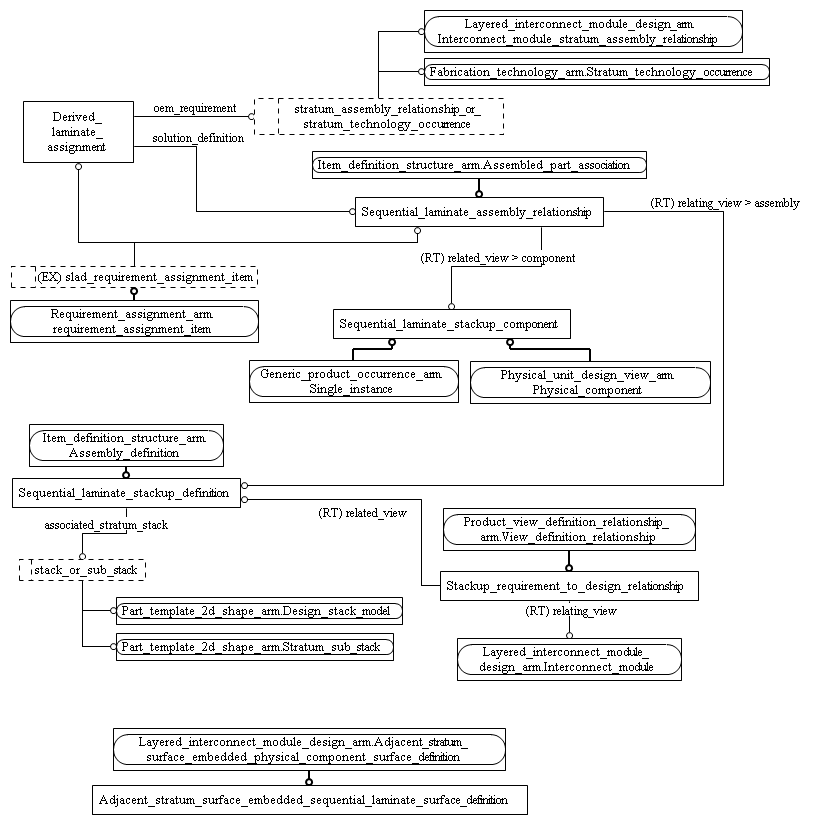 Layered_interconnect_module_design_arm.
Interconnect_module_stratum_assembly_relationship
Fabrication_technology_arm.Stratum_technology_occurrence
Derived_
laminate_
assignment
oem_requirement
stratum_assembly_relationship_or_
stratum_technology_occurrence
solution_definition
Item_definition_structure_arm.Assembled_part_association
Sequential_laminate_assembly_relationship
(RT) relating_view > assembly
(RT) related_view > component
(EX) slad_requirement_assignment_item
Requirement_assignment_arm.
requirement_assignment_item
Sequential_laminate_stackup_component
Generic_product_occurrence_arm.
Single_instance
Physical_unit_design_view_arm.
Physical_component
Item_definition_structure_arm.
Assembly_definition
Sequential_laminate_stackup_definition
associated_stratum_stack
(RT) related_view
stack_or_sub_stack
Product_view_definition_relationship_
arm.View_definition_relationship
Stackup_requirement_to_design_relationship
(RT) relating_view
Part_template_2d_shape_arm.Design_stack_model
Part_template_2d_shape_arm.Stratum_sub_stack
Layered_interconnect_module_
design_arm.Interconnect_module
Layered_interconnect_module_design_arm.Adjacent_stratum_
surface_embedded_physical_component_surface_definition
Adjacent_stratum_surface_embedded_sequential_laminate_surface_definition